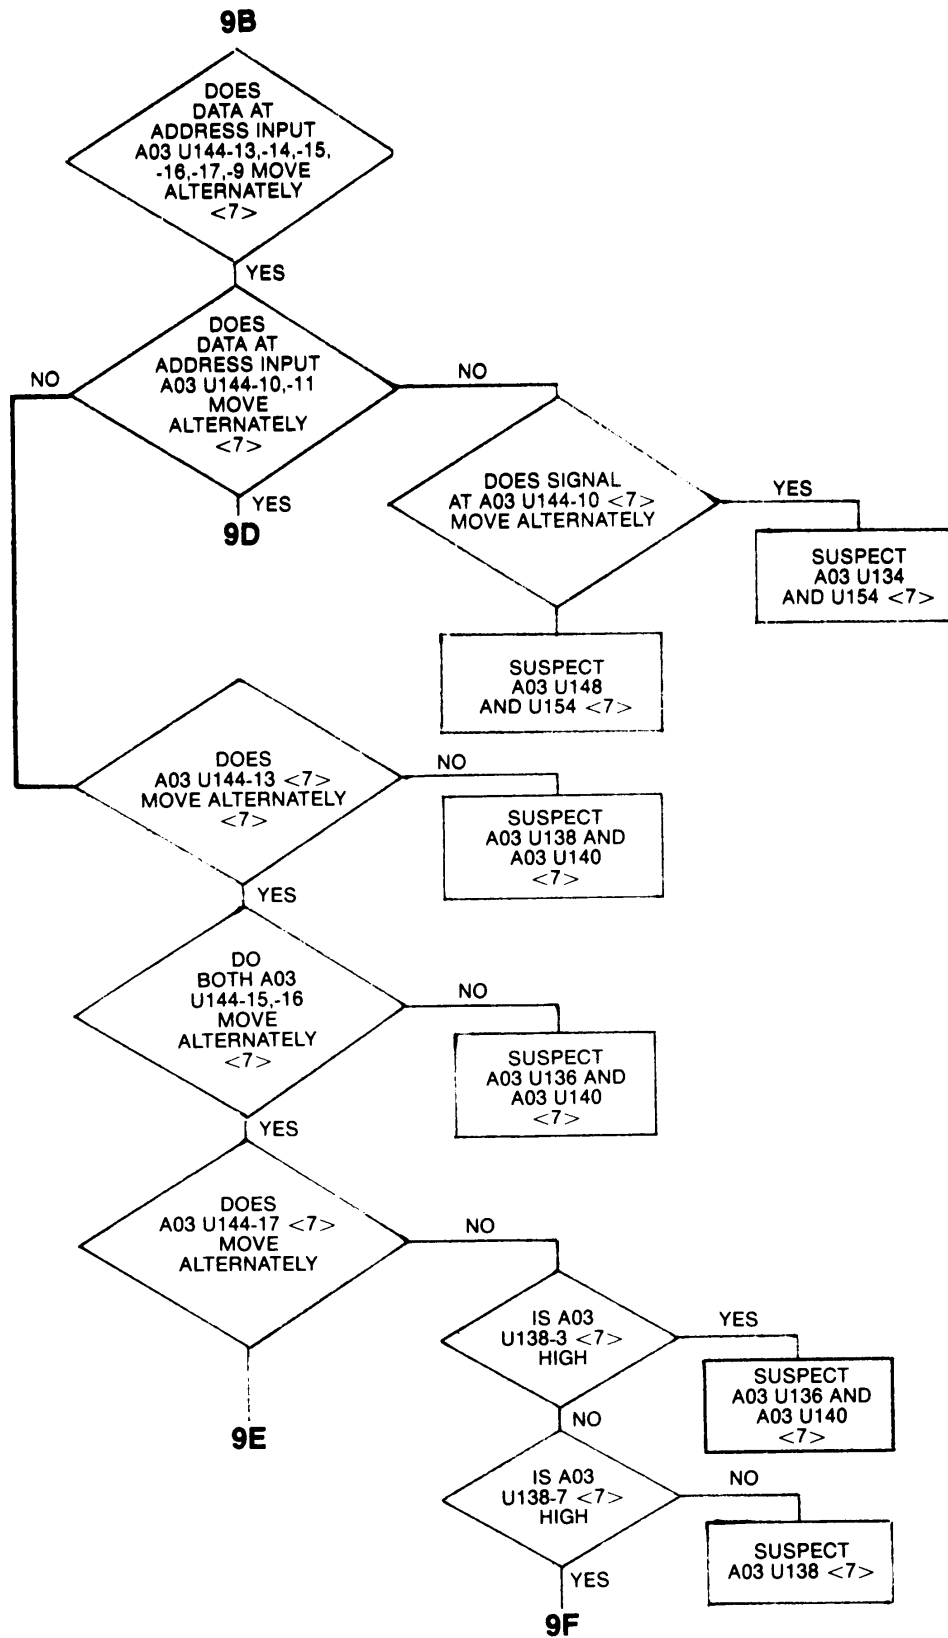 9B
DOES
DATA AT
ADDRESS INPUT
A03 U144-13,-14,-15,
-16,-17,-9 MOVE
ALTERNATELY
<7>
YES
DOES
DATA AT
ADDRESS INPUT
A03 U144-10,-11
MOVE
ALTERNATELY
<7>
NO
NO
YES
9D
DOES SIGNAL
AT A03 U144-10 <7>
MOVE ALTERNATELY
YES
SUSPECT
A03 U134
AND U154 <7>
SUSPECT
A03 U148
AND U154 <7>
DOES
A03 U144-13 <7>
MOVE ALTERNATELY
<7>
NO
SUSPECT
A03 U138 AND
A03 U140
<7>
YES
DO
BOTH A03
U144-15,-16
MOVE
ALTERNATELY
<7>
NO
SUSPECT
A03 U136 AND
A03 U140
<7>
YES
DOES
A03 U144-17 <7>
MOVE
ALTERNATELY
NO
9E
IS A03
U138-3 <7>
HIGH
YES
SUSPECT
A03 U136 AND
A03 U140
<7>
NO
IS A03
U138-7 <7>
HIGH
NO
SUSPECT
A03 U138 <7>
YES
9F